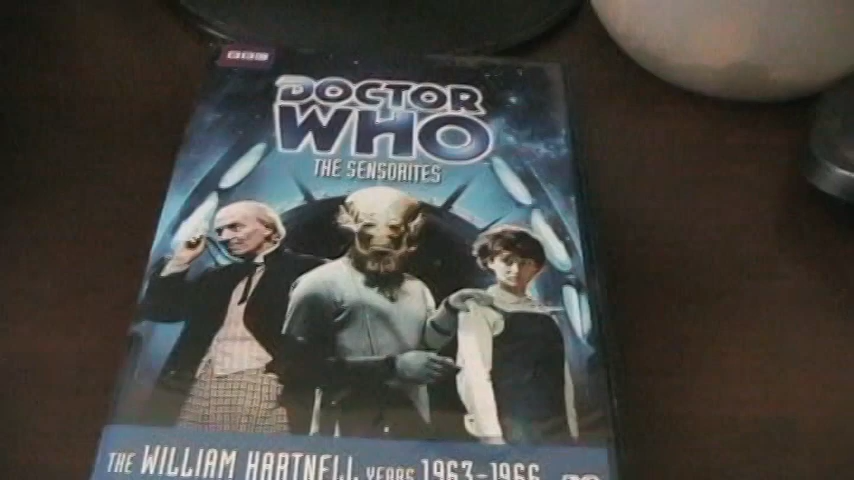 BBC
DOCTOR
WHO
THE SENSORITES
THE WILLIAM HARTNELL YEARS 1963-1966